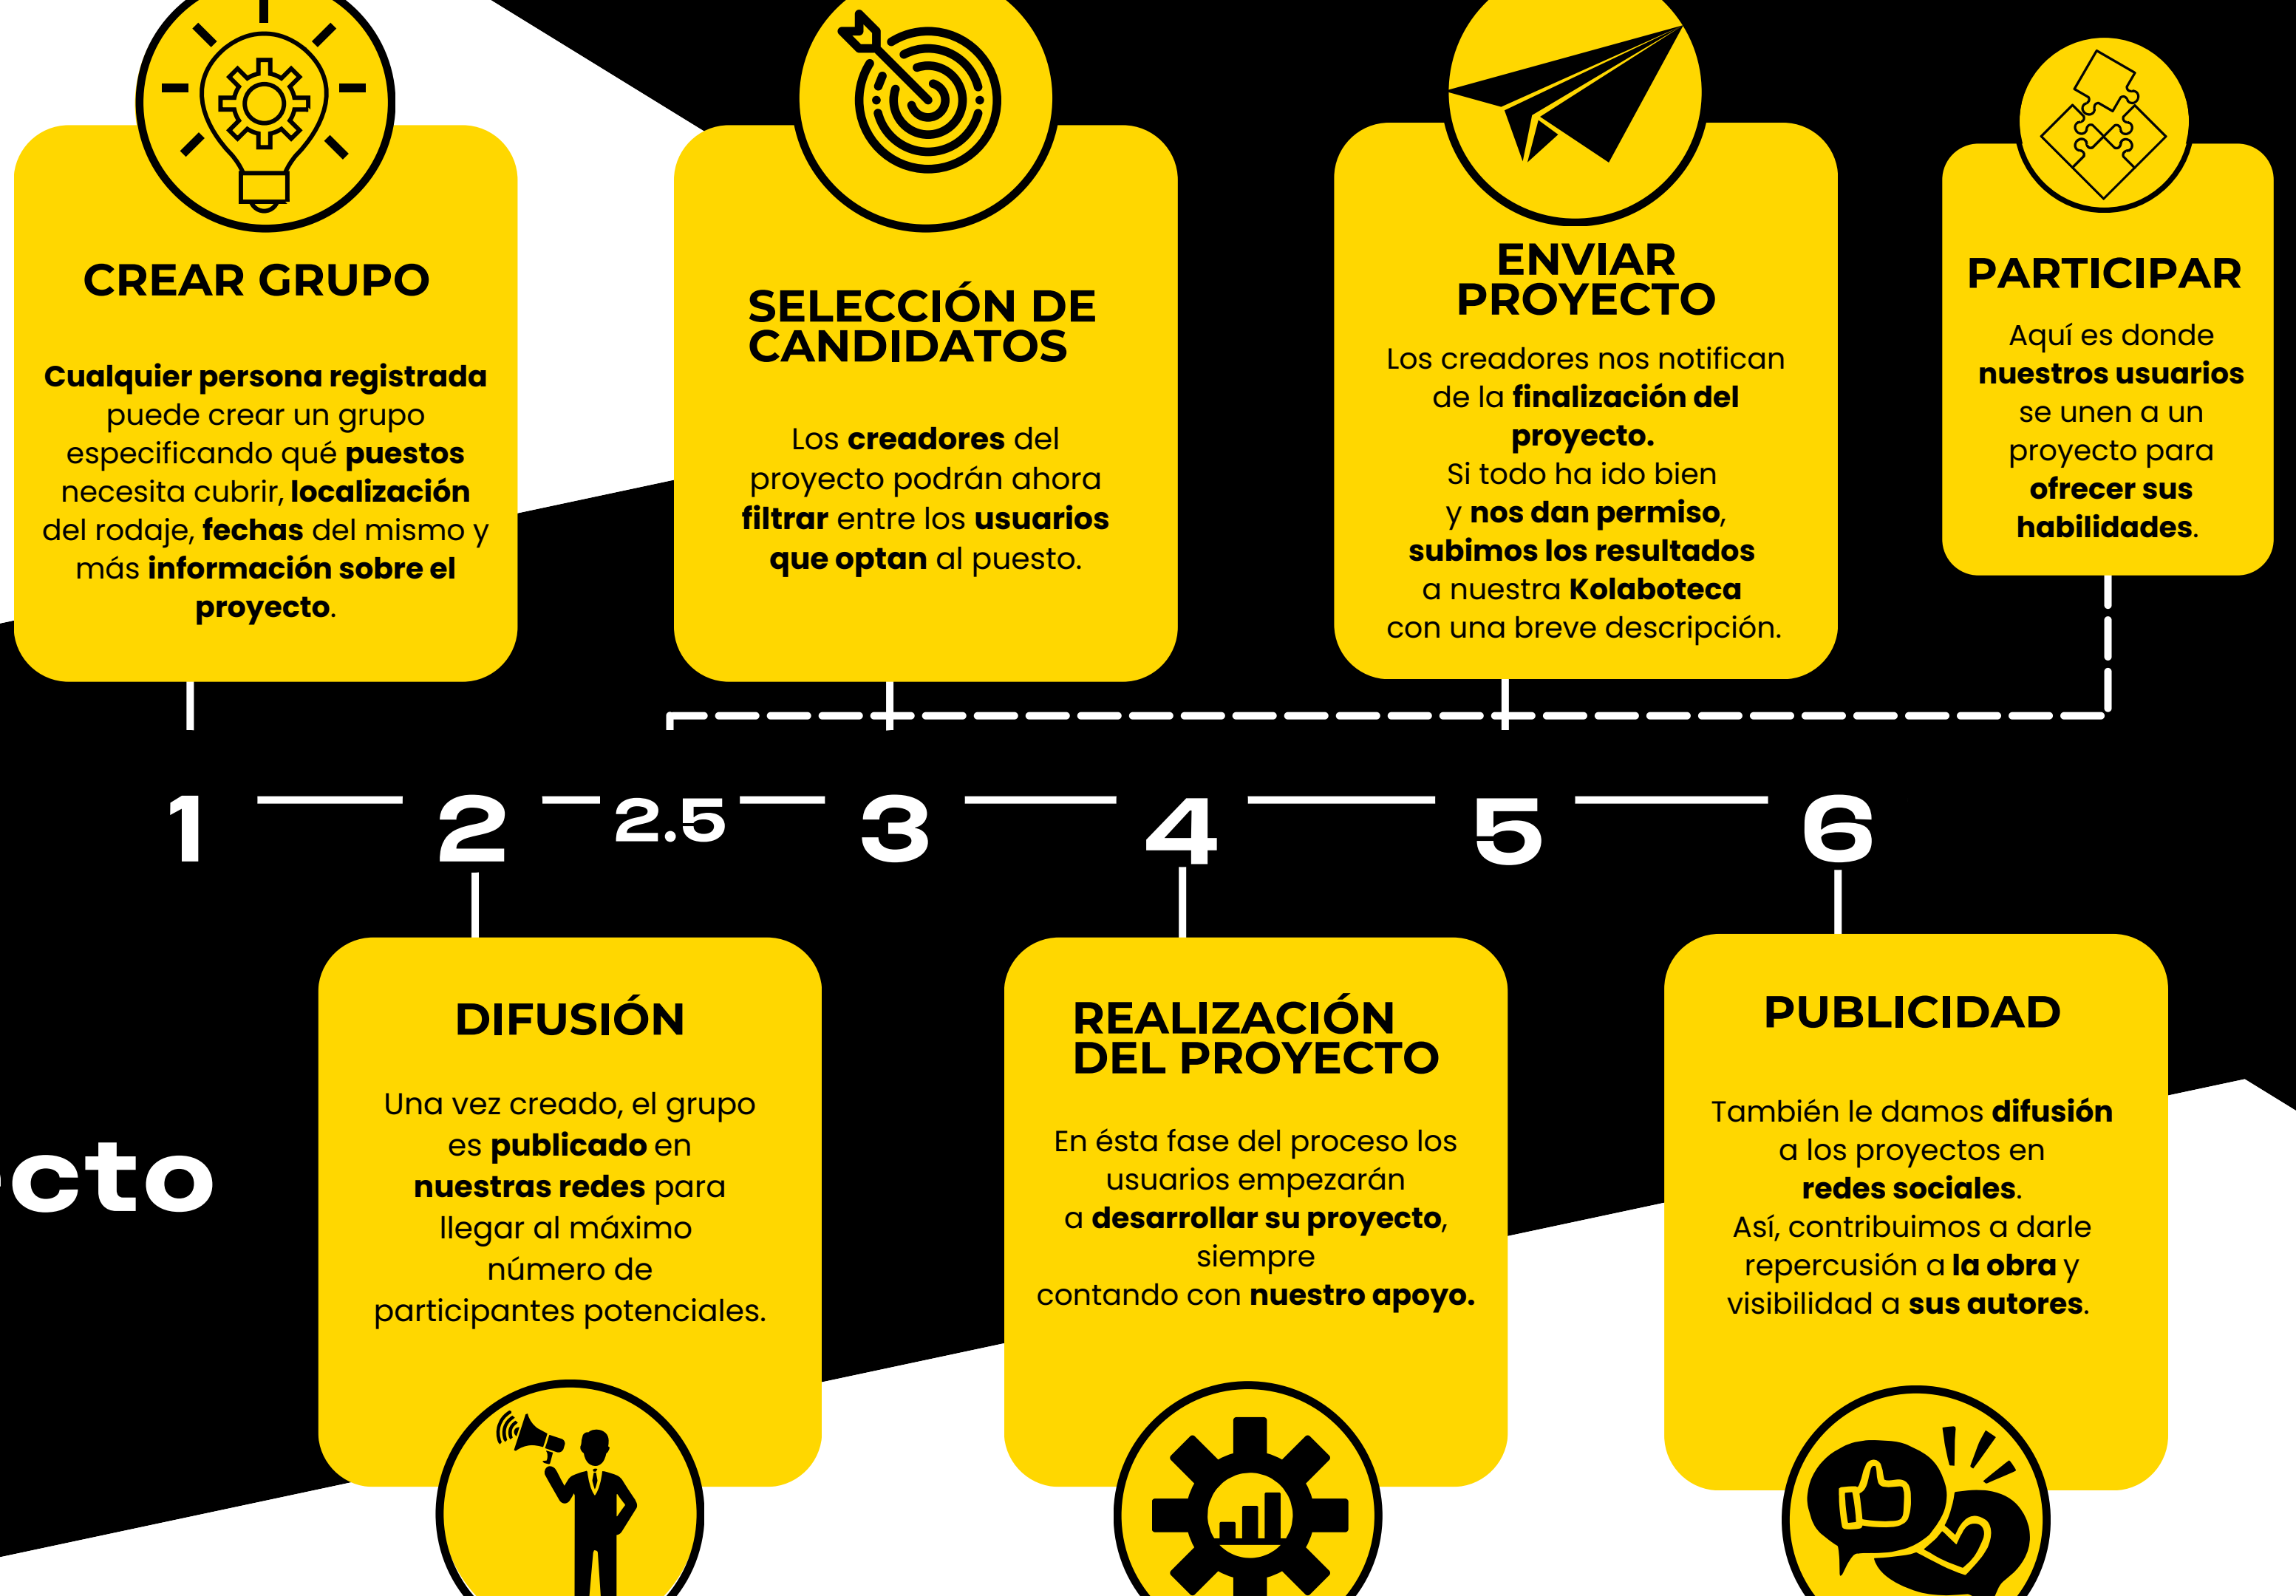 CREAR GRUPO
Cualquier persona registrada
puede crear un grupo
especificando qué puestos
necesita cubrir, localización
del rodaje, fechas del mismo y
más información sobre el
proyecto.
SELECCIÓN DE
CANDIDATOS
Los creadores del
proyecto podrán ahora
filtrar entre los usuarios
que optan al puesto.
ENVIAR
PROYECTO
Los creadores nos notifican
de la finalización del
proyecto.
Si todo ha ido bien
y nos dan permiso,
subimos los resultados
a nuestra Kolaboteca
con una breve descripción.
PARTICIPAR
Aquí es donde
nuestros usuarios
se unen a un
proyecto para
ofrecer sus
habilidades.
1 2 2.5 3 4 5 6
DIFUSIÓN
Una vez creado, el grupo
es publicado en
nuestras redes para
llegar al máximo
número de
participantes potenciales.
REALIZACIÓN
DEL PROYECTO
En ésta fase del proceso los
usuarios empezarán
a desarrollar su proyecto,
siempre
contando con nuestro apoyo.
PUBLICIDAD
También le damos difusión
a los proyectos en
redes sociales.
Así, contribuimos a darle
repercusión a la obra y
visibilidad a sus autores.